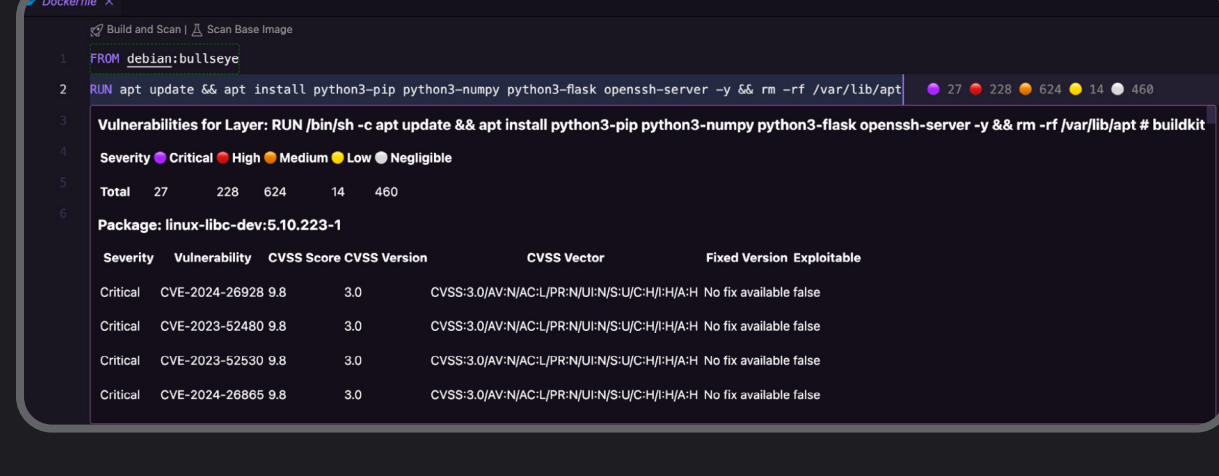 Dockerfile ×
Build and Scan | Scan Base Image
1 FROM debian:bullseye
2 RUN apt update && apt install python3-pip python3-numpy python3-flask openssh-server -y && rm -rf /var/lib/apt 27 228 624 14 460
3 Vulnerabilities for Layer: RUN /bin/sh -c apt update && apt install python3-pip python3-numpy python3-flask openssh-server -y && rm -rf /var/lib/apt # buildkit
4 Severity Critical High Medium Low Negligible
5 Total 27 228 624 14 460
6 Package: linux-libc-dev:5.10.223-1
Severity Vulnerability CVSS Score CVSS Version CVSS Vector Fixed Version Exploitable
Critical CVE-2024-26928 9.8 3.0 CVSS:3.0/AV:N/AC:L/PR:N/UI:N/S:U/C:H/I:H/A:H No fix available false
Critical CVE-2023-52480 9.8 3.0 CVSS:3.0/AV:N/AC:L/PR:N/UI:N/S:U/C:H/I:H/A:H No fix available false
Critical CVE-2023-52530 9.8 3.0 CVSS:3.0/AV:N/AC:L/PR:N/UI:N/S:U/C:H/I:H/A:H No fix available false
Critical CVE-2024-26865 9.8 3.0 CVSS:3.0/AV:N/AC:L/PR:N/UI:N/S:U/C:H/I:H/A:H No fix available false